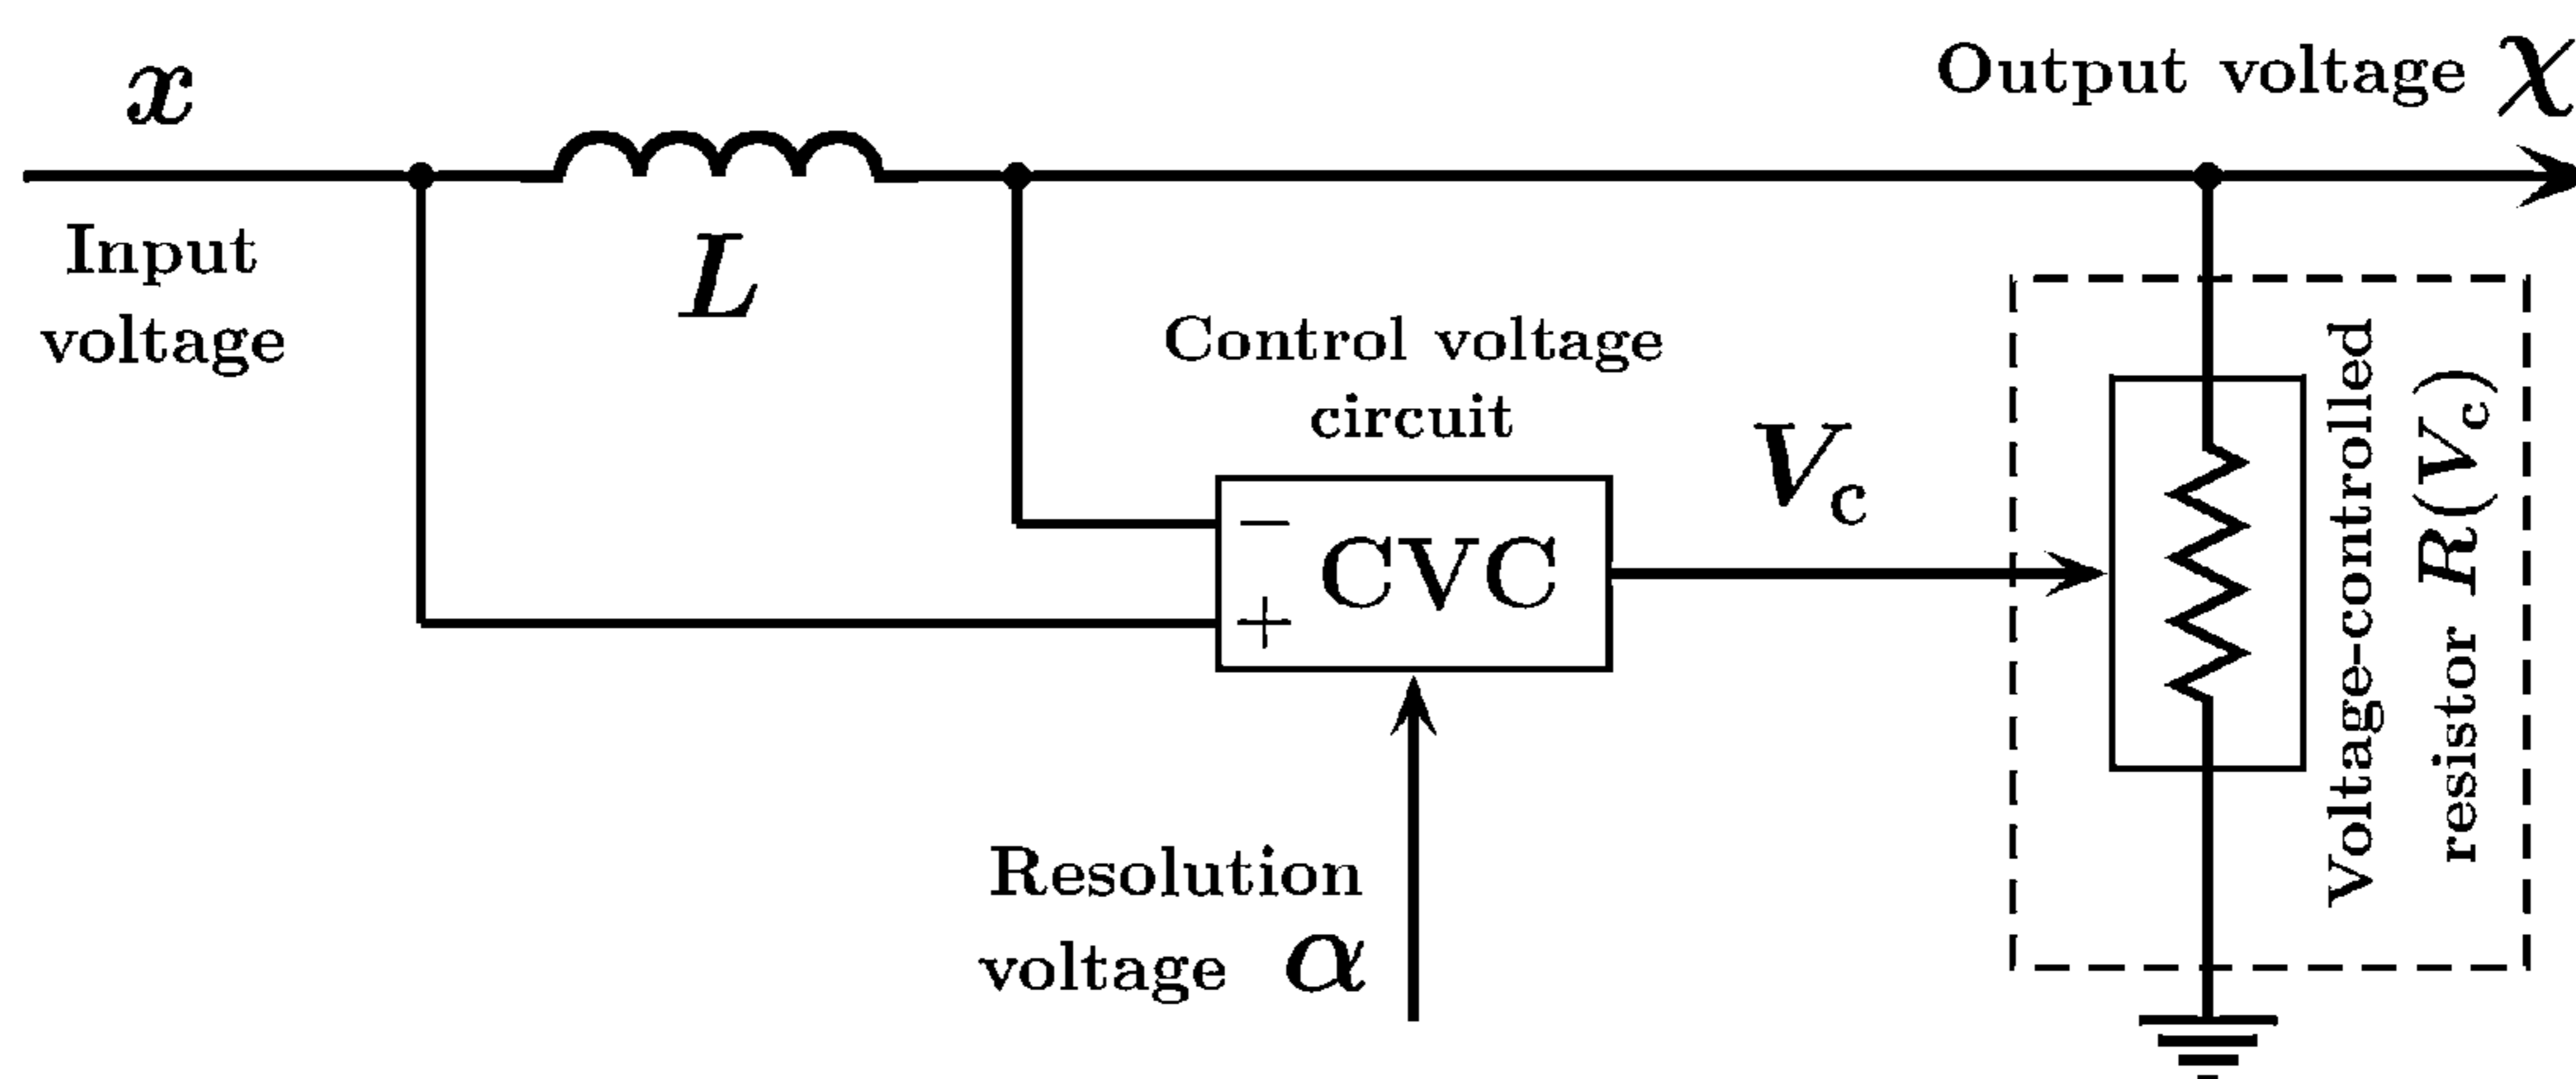 x
Output voltage χ
Input
voltage
L
Control voltage
circuit
−
CVC
+
V_c
Voltage-controlled
resistor R(V_c)
Resolution
voltage α